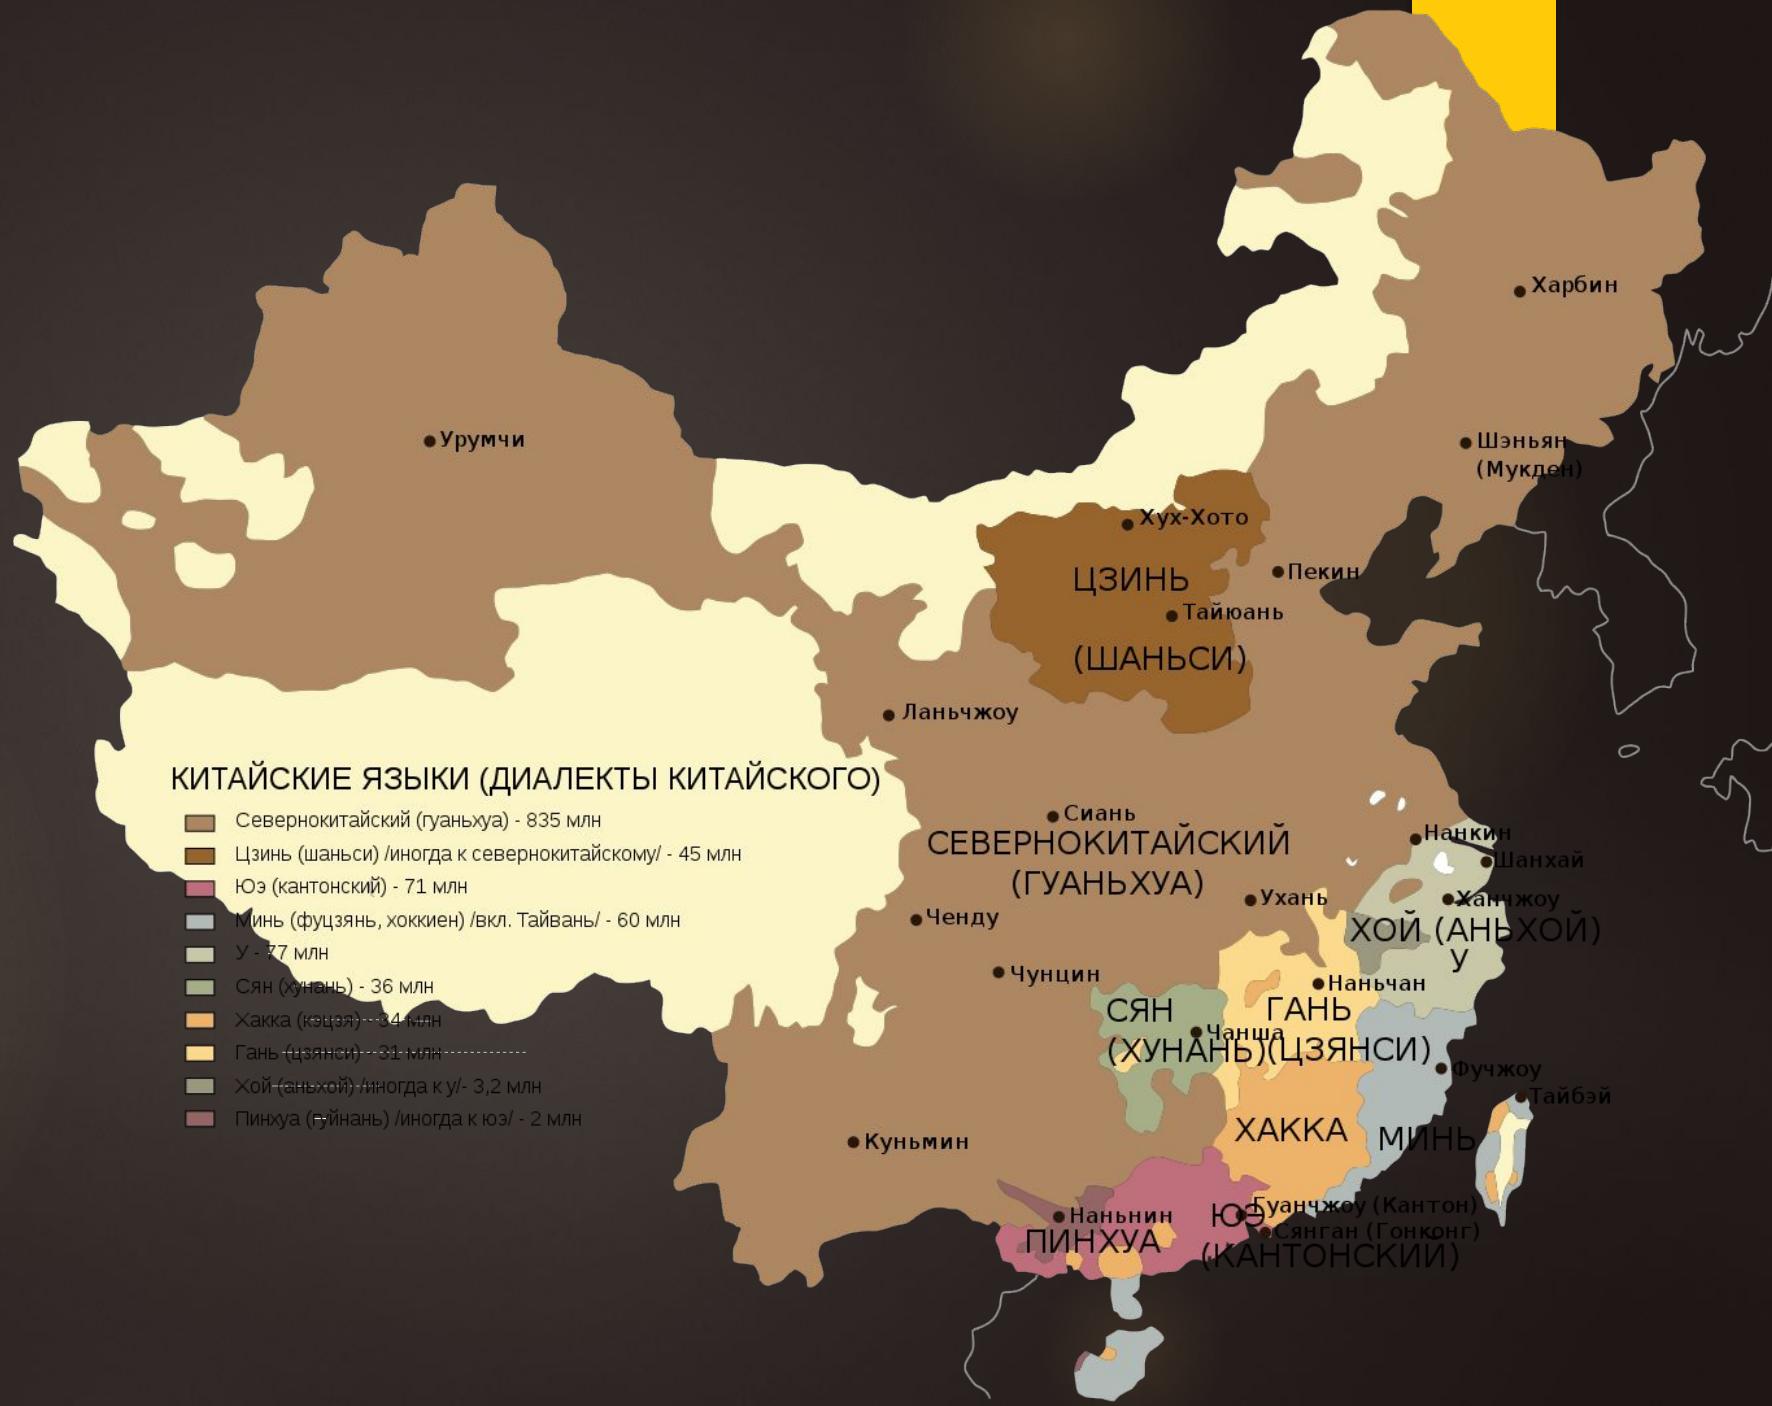 Харбин
Урумчи
Шэньян
(Мукден)
Хух-Хото
Пекин
ЦЗИНЬ
Тайюань
(ШАНЬСИ)
Ланьчжоу
КИТАЙСКИЕ ЯЗЫКИ (ДИАЛЕКТЫ КИТАЙСКОГО)
Севернокитайский (гуаньхуа) - 835 млн
Цзинь (шаньси) /иногда к севернокитайскому/ - 45 млн
Юэ (кантонский) - 71 млн
Минь (фуцзянь, хоккиен) /вкл. Тайвань/ - 60 млн
У - 77 млн
Сян (хунань) - 36 млн
Хакка (кэцзя) - 34 млн
Гань (цзянси) - 31 млн
Хой (аньхой) /иногда к у/- 3,2 млн
Пинхуа (гуйнань) /иногда к юэ/ - 2 млн
Сиань
СЕВЕРНОКИТАЙСКИЙ
(ГУАНЬХУА)
Нанкин
Шанхай
Ухань
Ханчжоу
Ченду
ХОЙ (АНЬХОЙ)
У
Чунцин
Наньчан
СЯН
ГАНЬ
Чанша
(ХУНАНЬ)(ЦЗЯНСИ)
Фучжоу
Тайбэй
ХАККА
МИНЬ
Куньмин
Гуанчжоу (Кантон)
Наньнин
ЮЭ
Сянган (Гонконг)
ПИНХУА
(КАНТОНСКИЙ)